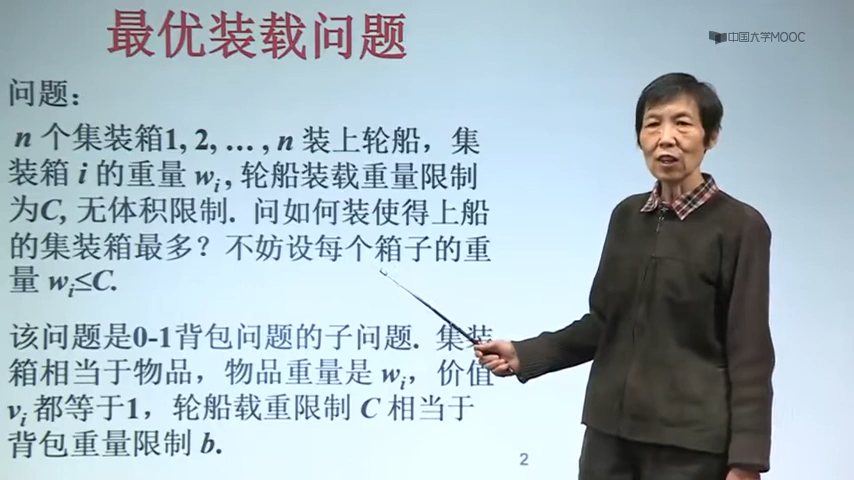 最优装载问题
中国大学MOOC
问题：
n 个集装箱1, 2, … , n 装上轮船，集
装箱 i 的重量 wi , 轮船装载重量限制
为C, 无体积限制. 问如何装使得上船
的集装箱最多？不妨设每个箱子的重
量 wi≤C.
该问题是0-1背包问题的子问题. 集装
箱相当于物品，物品重量是 wi，价值
vi 都等于1，轮船载重限制 C 相当于
背包重量限制 b.
2